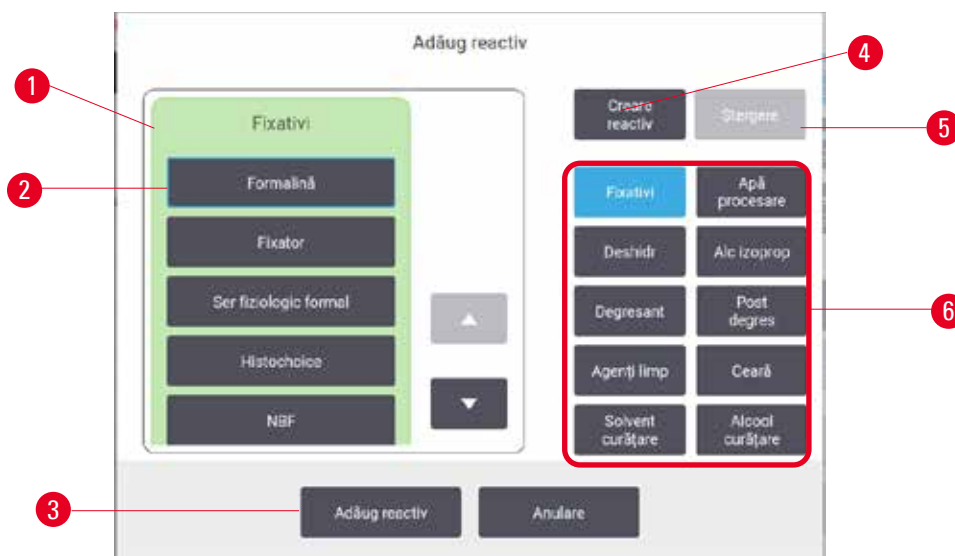 Adăug reactiv
1
Fixativi
2
Formalină
Fixator
Ser fiziologic formal
Histochoice
NBF
4
Creare
reactiv
Ștergere
5
Fixativi
Apă
procesare
Deshidr
Alc izoprop
Degresant
Post
degres
6
Agenți limp
Ceară
Solvent
curățare
Alcool
curățare
3
Adăug reactiv
Anulare